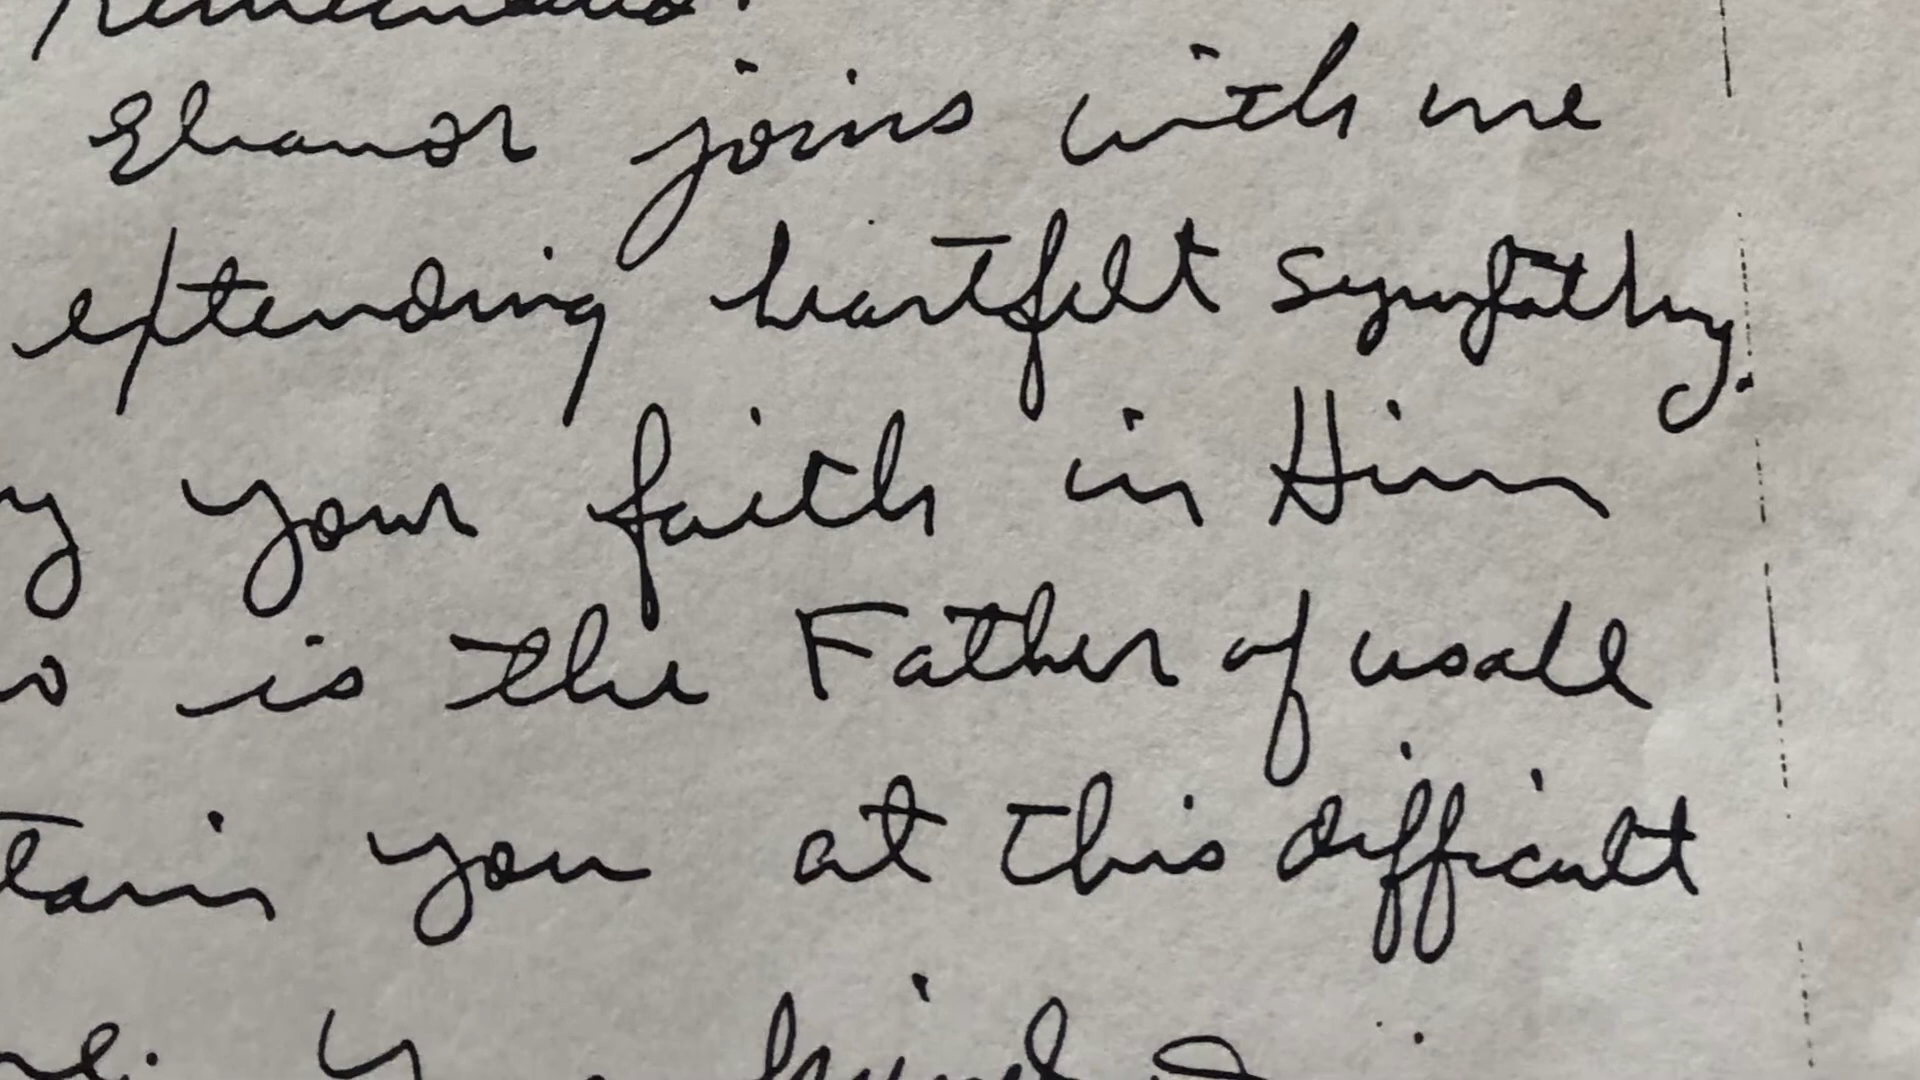 Eleanor joins with me
extending heartfelt sympathy.
your faith in Him
is the Father of us all
you at this difficult